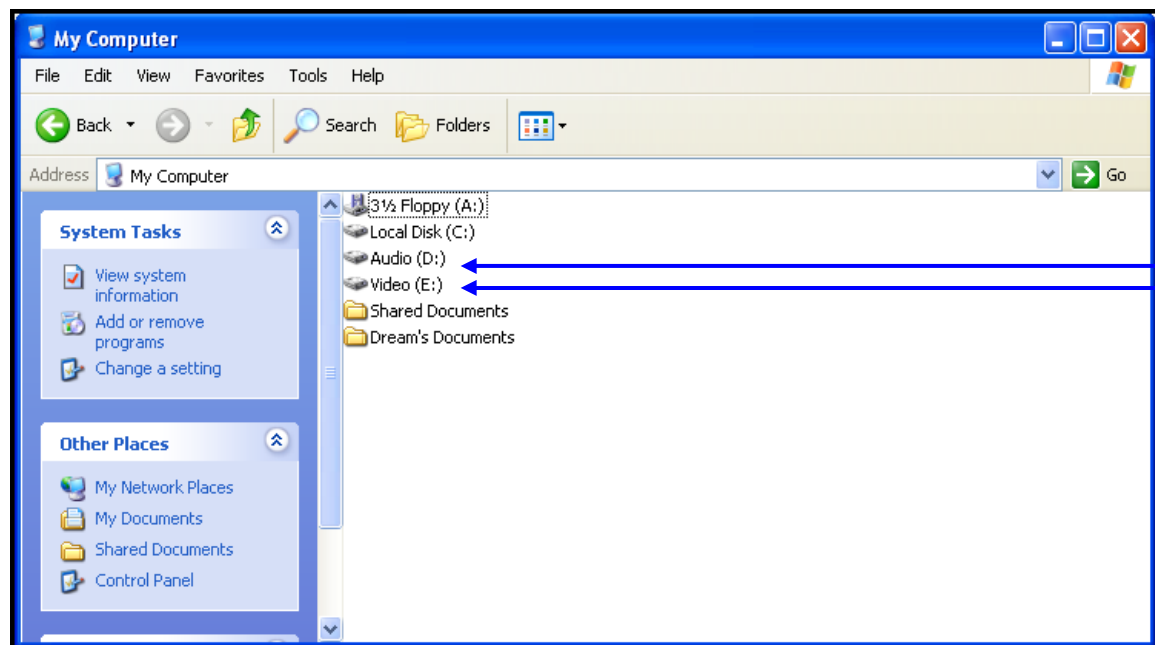 My Computer
File Edit View Favorites Tools Help
Back Search Folders
Address My Computer Go
System Tasks
View system
information
Add or remove
programs
Change a setting
Other Places
My Network Places
My Documents
Shared Documents
Control Panel
3½ Floppy (A:)
Local Disk (C:)
Audio (D:)
Video (E:)
Shared Documents
Dream's Documents